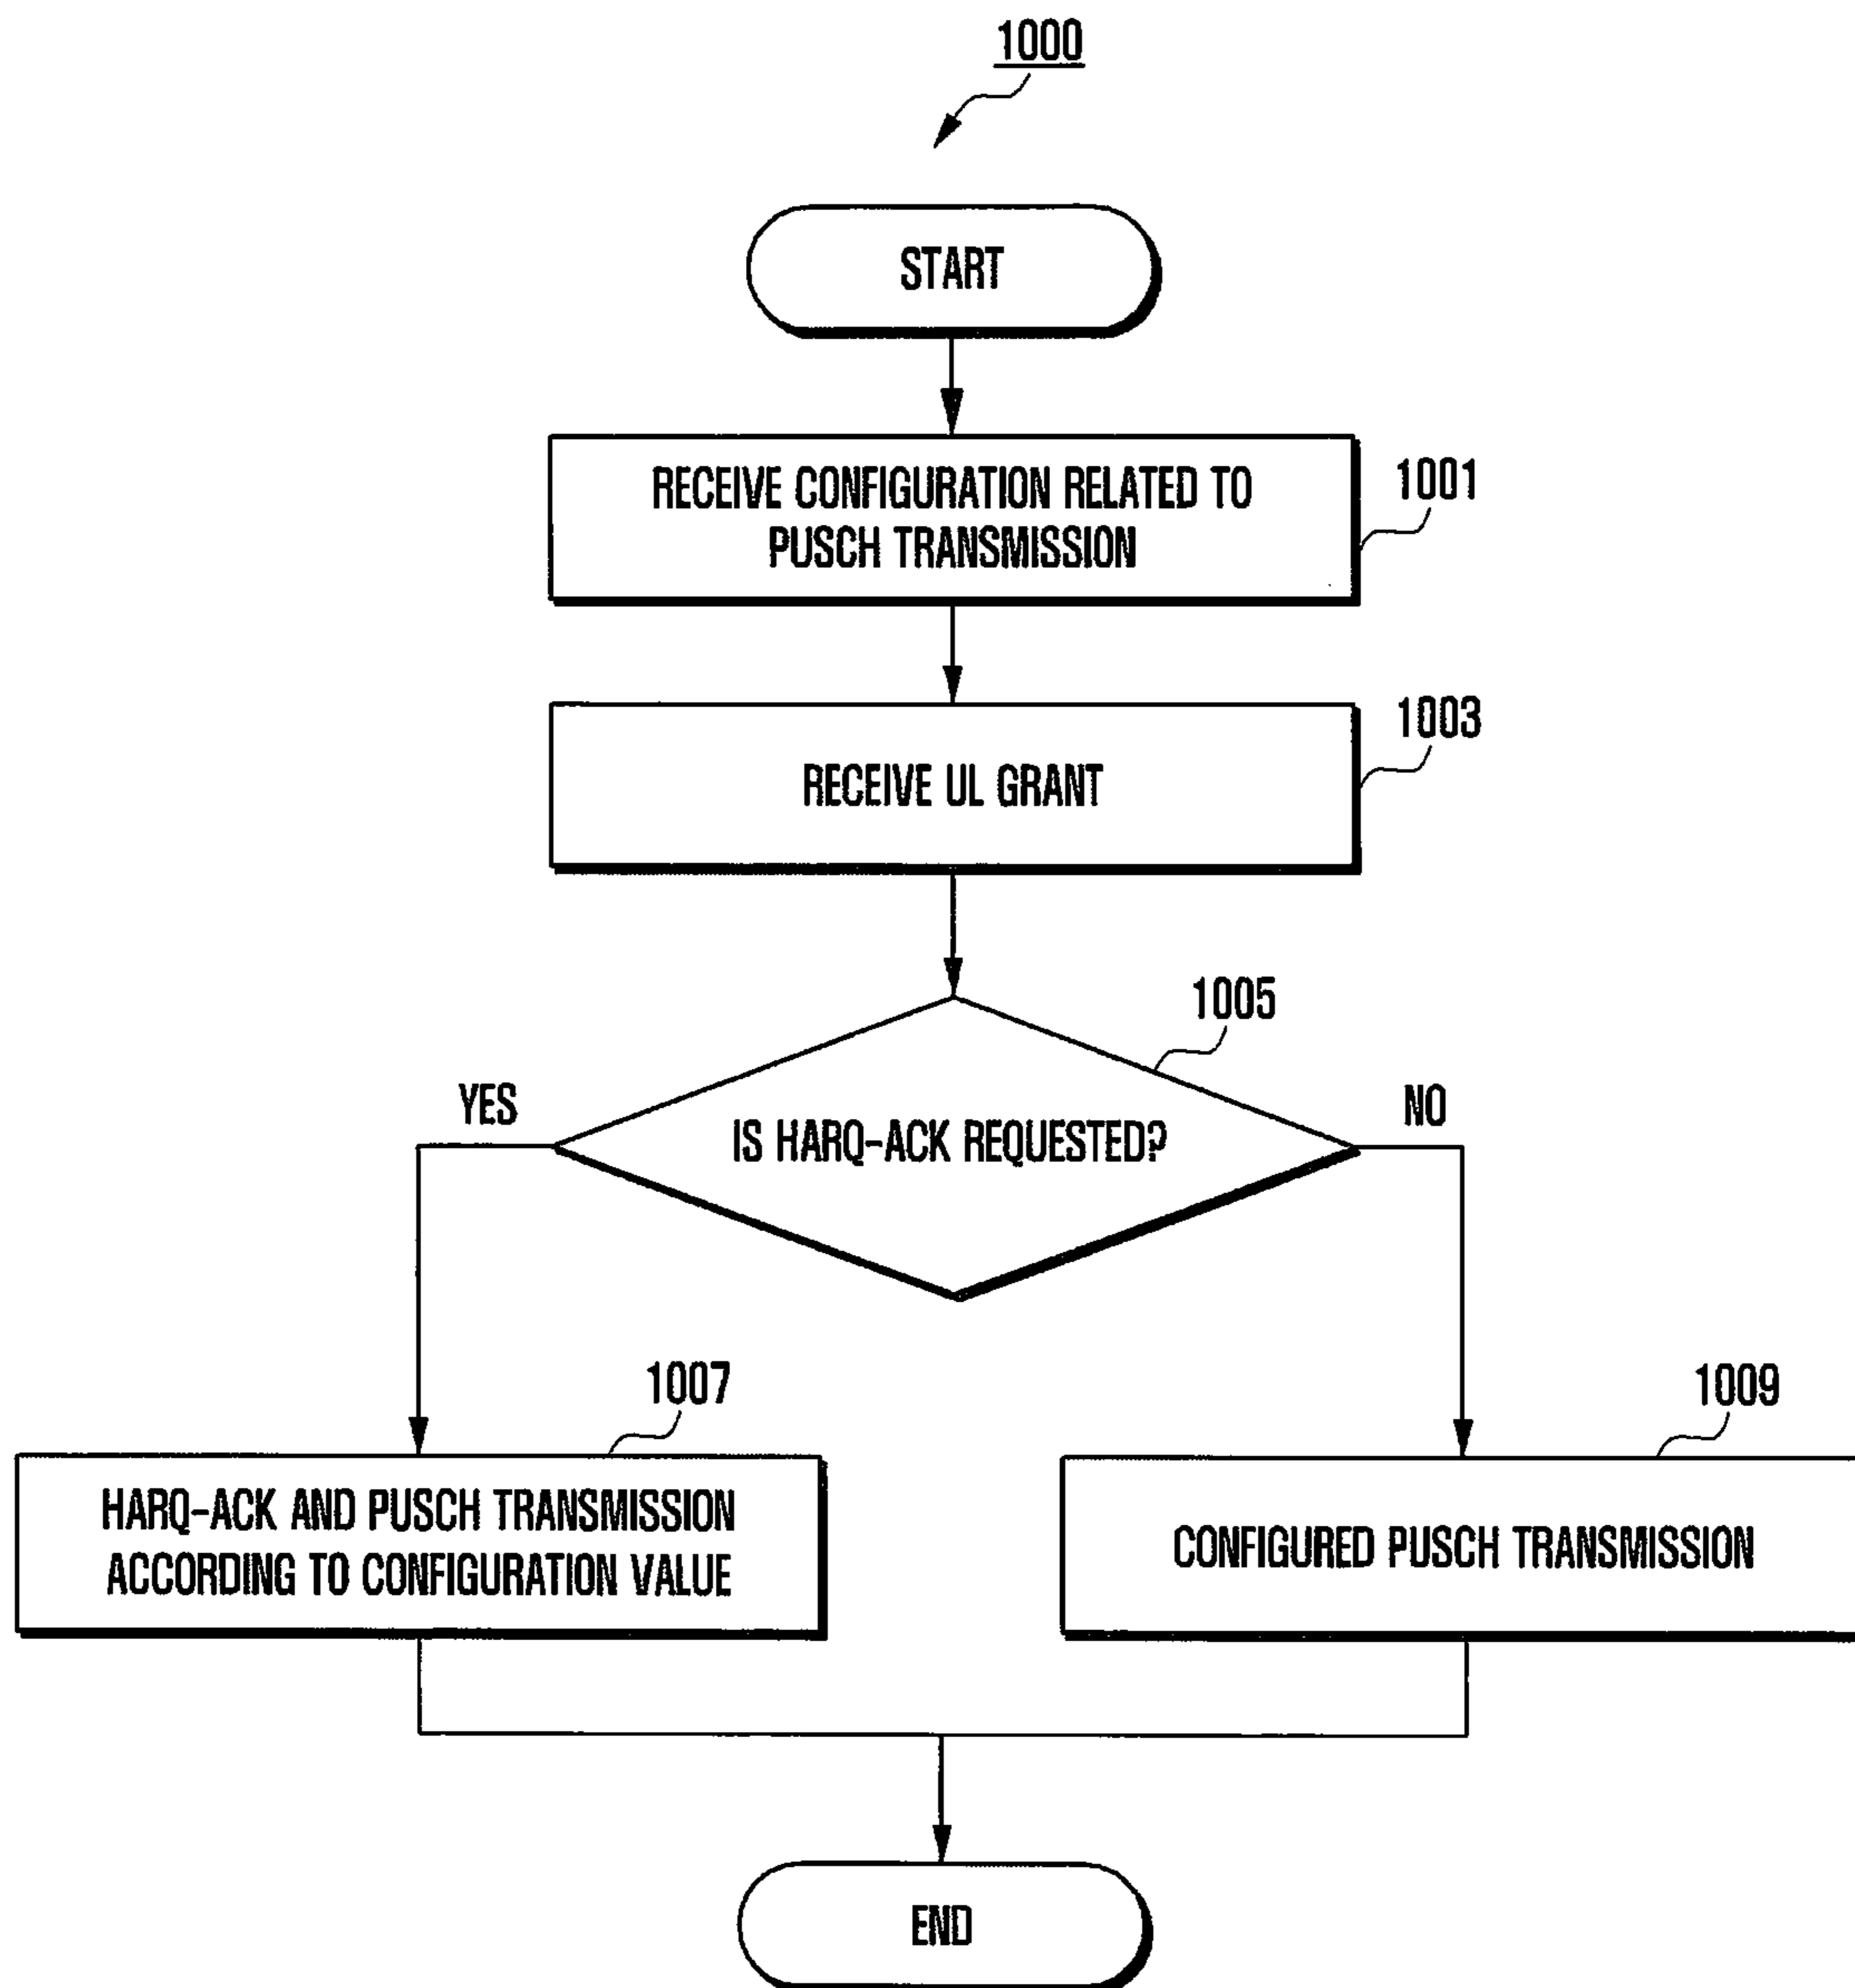 1000
START
RECEIVE CONFIGURATION RELATED TO
PUSCH TRANSMISSION
1001
RECEIVE UL GRANT
1003
1005
IS HARQ-ACK REQUESTED?
YES
NO
1007
HARQ-ACK AND PUSCH TRANSMISSION
ACCORDING TO CONFIGURATION VALUE
1009
CONFIGURED PUSCH TRANSMISSION
END